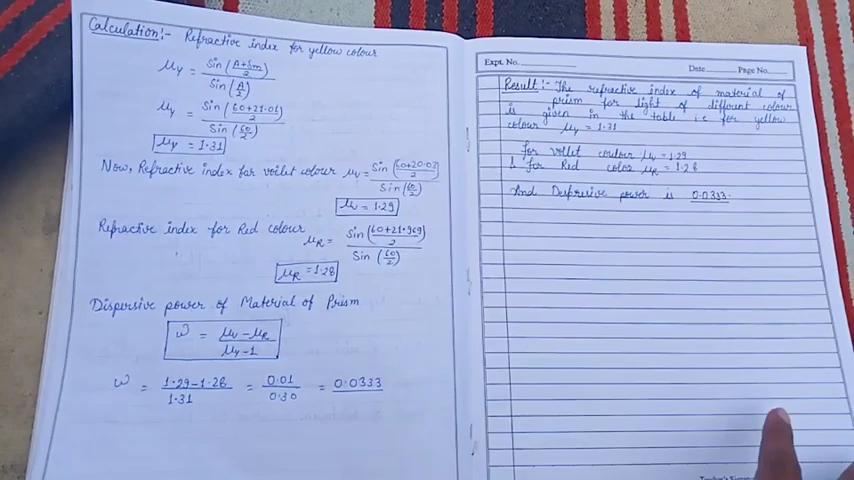 Calculation:- Refractive index for yellow colour
μY = Sin (A+Sm/2) / Sin (A/2)
μY = Sin (60+21.01/2) / Sin (60/2)
μY = 1.31
Now, Refractive index for voilet colour μV = Sin (60+20.02/2) / Sin (60/2)
μV = 1.29
Refractive index for Red colour
μR = Sin (60+21.969/2) / Sin (60/2)
μR = 1.28
Dispersive power of Material of Prism
ω = μV - μR / μY - 1
ω = 1.29-1.28 / 1.31 = 0.01 / 0.30 = 0.0333
Expt. No.
Date Page No.
Result:- The refractive index of material of
prism for light of different colour
is given in the table i.e for yellow
colour μY = 1.31
for voilet coulour μV = 1.29
& for Red color μR = 1.28
And Disprsive power is 0.0333.